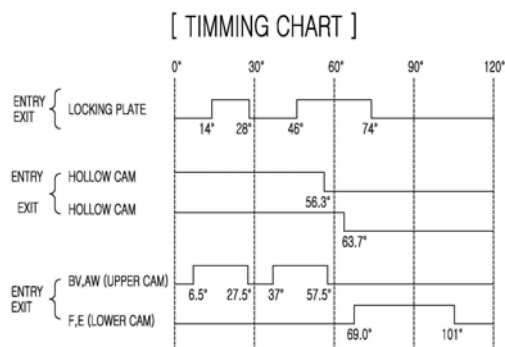 [ TIMMING CHART ]
0° 30° 60° 90° 120°
ENTRY
EXIT
LOCKING PLATE
14° 28° 46° 74°
ENTRY HOLLOW CAM
56.3°
EXIT HOLLOW CAM
63.7°
BV,AW (UPPER CAM)
ENTRY
EXIT
6.5° 27.5° 37° 57.5°
F,E (LOWER CAM)
69.0° 101°